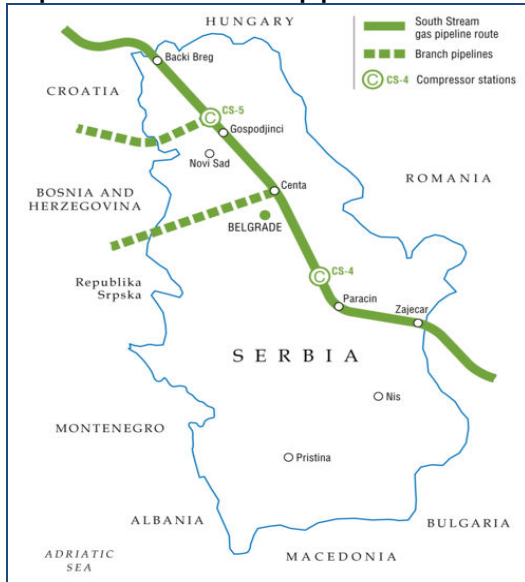 HUNGARY
South Stream
gas pipeline route
Branch pipelines
C CS-4 Compressor stations
Backi Breg
CROATIA
C CS-5
Gospodjinci
Novi Sad
ROMANIA
Centa
BOSNIA AND
HERZEGOVINA
BELGRADE
C CS-4
Republika
Srpska
Paracin
Zajecar
SERBIA
Nis
MONTENEGRO
Pristina
ALBANIA
BULGARIA
ADRIATIC
SEA
MACEDONIA